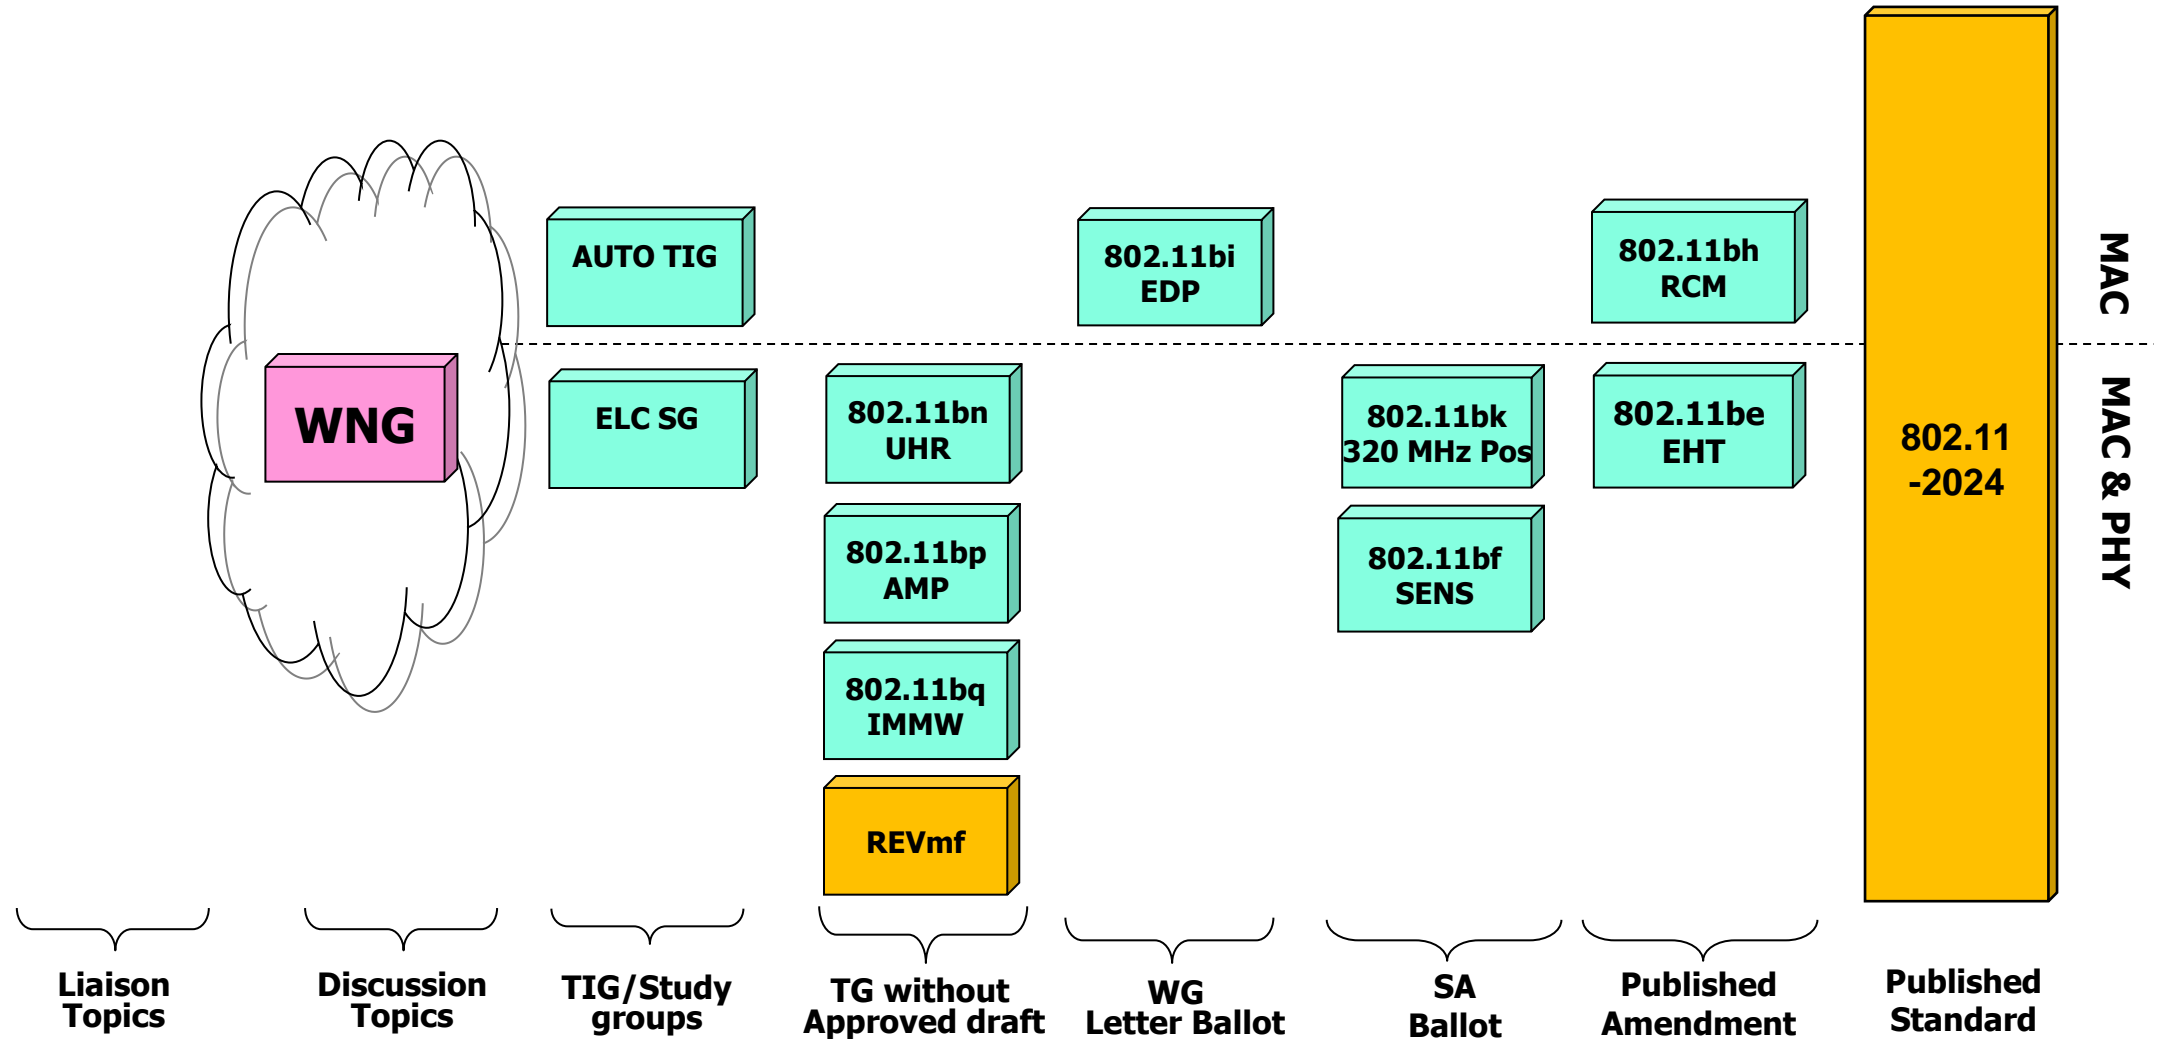 AUTO TIG
802.11bi
EDP
802.11bh
RCM
MAC
WNG
ELC SG
802.11bn
UHR
802.11bk
320 MHz Pos
802.11be
EHT
802.11
-2024
MAC & PHY
802.11bp
AMP
802.11bf
SENS
802.11bq
IMMW
REVmf
Liaison
Topics
Discussion
Topics
TIG/Study
groups
TG without
Approved draft
WG
Letter Ballot
SA
Ballot
Published
Amendment
Published
Standard